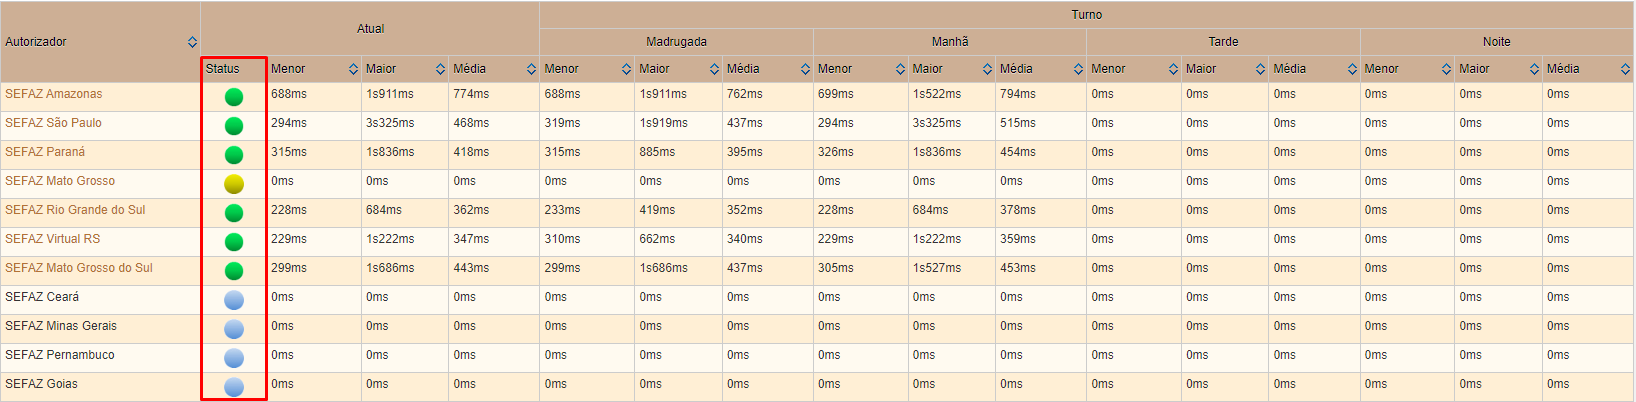 Autorizador Atual Turno
Madrugada Manhã Tarde Noite
Status Menor Maior Média Menor Maior Média Menor Maior Média Menor Maior Média Menor Maior Média
SEFAZ Amazonas 688ms 1s911ms 774ms 688ms 1s911ms 762ms 699ms 1s522ms 794ms 0ms 0ms 0ms 0ms 0ms 0ms
SEFAZ São Paulo 294ms 3s325ms 468ms 319ms 1s919ms 437ms 294ms 3s325ms 515ms 0ms 0ms 0ms 0ms 0ms 0ms
SEFAZ Paraná 315ms 1s836ms 418ms 315ms 885ms 395ms 326ms 1s836ms 454ms 0ms 0ms 0ms 0ms 0ms 0ms
SEFAZ Mato Grosso 0ms 0ms 0ms 0ms 0ms 0ms 0ms 0ms 0ms 0ms 0ms 0ms 0ms 0ms 0ms
SEFAZ Rio Grande do Sul 228ms 684ms 362ms 233ms 419ms 352ms 228ms 684ms 378ms 0ms 0ms 0ms 0ms 0ms 0ms
SEFAZ Virtual RS 229ms 1s222ms 347ms 310ms 662ms 340ms 229ms 1s222ms 359ms 0ms 0ms 0ms 0ms 0ms 0ms
SEFAZ Mato Grosso do Sul 299ms 1s686ms 443ms 299ms 1s686ms 437ms 305ms 1s527ms 453ms 0ms 0ms 0ms 0ms 0ms 0ms
SEFAZ Ceará 0ms 0ms 0ms 0ms 0ms 0ms 0ms 0ms 0ms 0ms 0ms 0ms 0ms 0ms 0ms
SEFAZ Minas Gerais 0ms 0ms 0ms 0ms 0ms 0ms 0ms 0ms 0ms 0ms 0ms 0ms 0ms 0ms 0ms
SEFAZ Pernambuco 0ms 0ms 0ms 0ms 0ms 0ms 0ms 0ms 0ms 0ms 0ms 0ms 0ms 0ms 0ms
SEFAZ Goias 0ms 0ms 0ms 0ms 0ms 0ms 0ms 0ms 0ms 0ms 0ms 0ms 0ms 0ms 0ms